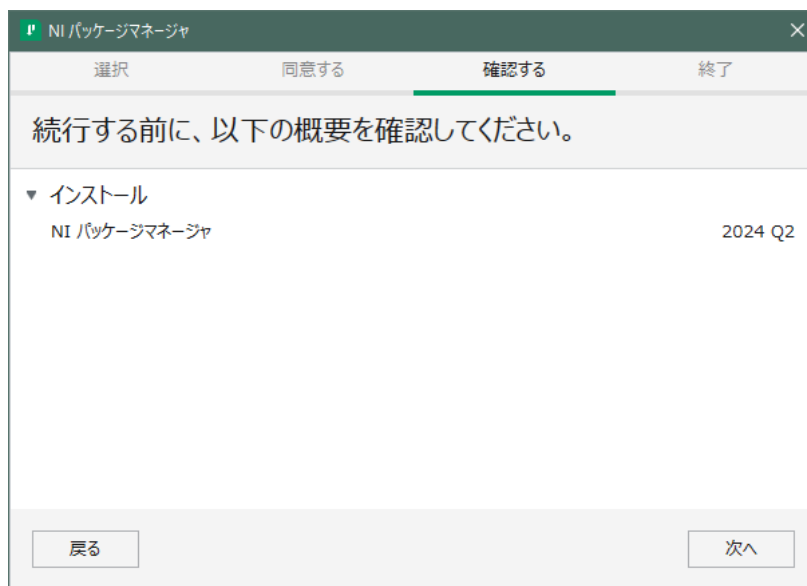 NI パッケージマネージャ
選択 同意する 確認する 終了
続行する前に、以下の概要を確認してください。
インストール
NI パッケージマネージャ 2024 Q2
戻る 次へ